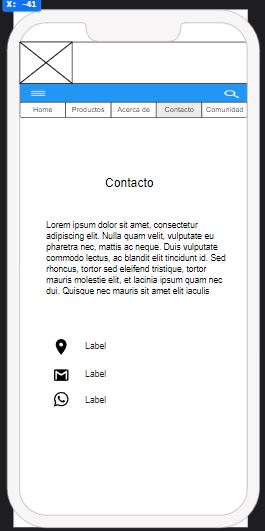 X: -41
Home Productos Acerca de Contacto Comunidad
Contacto
Lorem ipsum dolor sit amet, consectetur
adipiscing elit. Nulla quam velit, vulputate eu
pharetra nec, mattis ac neque. Duis vulputate
commodo lectus, ac blandit elit tincidunt id. Sed
rhoncus, tortor sed eleifend tristique, tortor
mauris molestie elit, et lacinia ipsum quam nec
dui. Quisque nec mauris sit amet elit iaculis
Label
Label
Label